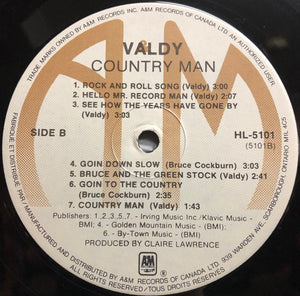 VALDY
COUNTRY MAN
1. ROCK AND ROLL SONG (Valdy) 3:00
2. HELLO MR. RECORD MAN (Valdy) 2:07
3. SEE HOW THE YEARS HAVE GONE BY
(Valdy) 3:03
SIDE B
HL-5101
(5101B)
4. GOIN DOWN SLOW (Bruce Cockburn) 4:03
5. BRUCE AND THE GREEN STOCK (Valdy) 2:41
6. GOIN TO THE COUNTRY
(Bruce Cockburn) 2:35
7. COUNTRY MAN (Valdy) 1:43
Publishers: 1,2,3,5,7. - Irving Music Inc/Klavic Music -
BMI; 4. - Golden Mountain Music (BMI);
6. - By-Town Music - (BMI)
PRODUCED BY CLAIRE LAWRENCE
A&M
RECORDS
TRADE MARKS OWNED BY A&M RECORDS INC. A&M RECORDS OF CANADA LTD. AN AUTHORIZED USER
MANUFACTURED AND DISTRIBUTED BY A&M RECORDS OF CANADA LTD. 939 WARDEN AVE. SCARBOROUGH, ONTARIO M1L 4C5
FABRIQUE ET DISTRIBUE PAR
ALL RIGHTS RESERVED/TOUS DROITS RESERVES